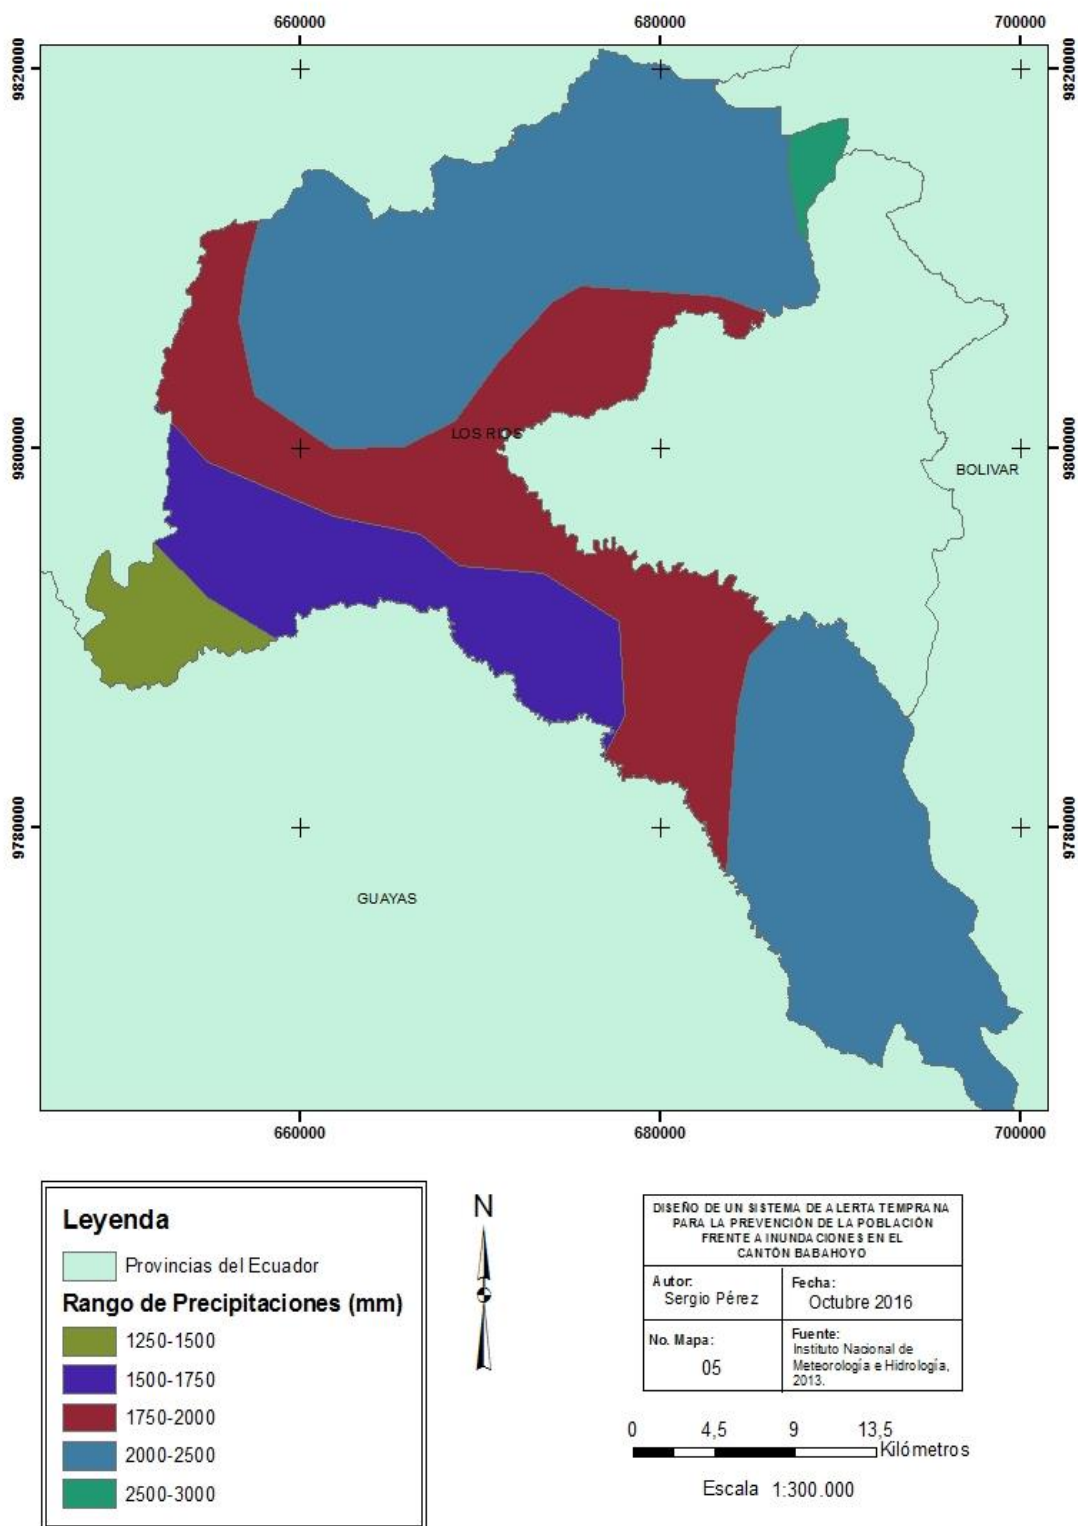 660000 680000 700000
9820000 9820000
LOS RIOS
9800000 9800000
BOLIVAR
9780000 9780000
GUAYAS
660000 680000 700000
Leyenda
Provincias del Ecuador
Rango de Precipitaciones (mm)
1250-1500
1500-1750
1750-2000
2000-2500
2500-3000
N
DISEÑO DE UN SISTEMA DE ALERTA TEMPRANA
PARA LA PREVENCIÓN DE LA POBLACIÓN
FRENTE A INUNDACIONES EN EL
CANTÓN BABAHOYO
Autor:
Sergio Pérez
Fecha:
Octubre 2016
No. Mapa:
05
Fuente:
Instituto Nacional de
Meteorología e Hidrología,
2013.
0 4,5 9 13,5
Kilómetros
Escala 1:300.000